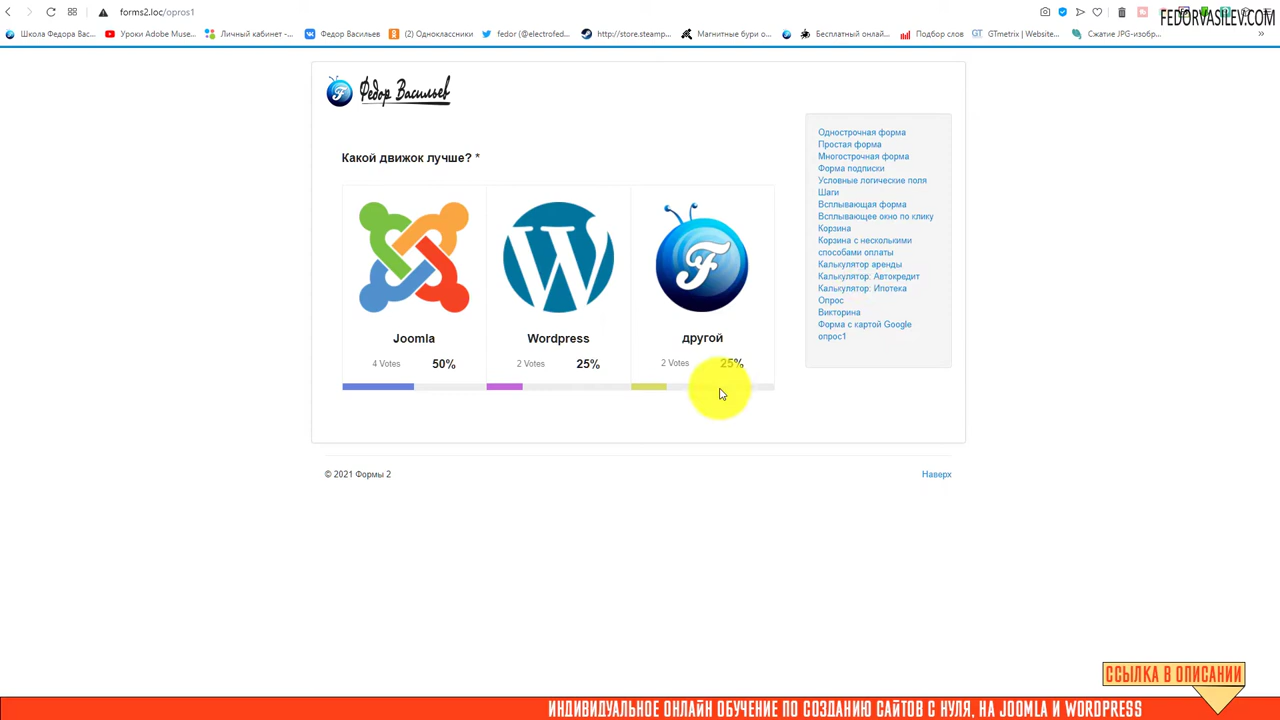 forms2.loc/opros1
FEDORVASILEV.COM
Школа Федора Вас...
Уроки Adobe Muse...
Личный кабинет -...
Федор Васильев
(2) Одноклассники
fedor (@electrofed...
http://store.steamp...
Магнитные бури о...
Бесплатный онлай...
Подбор слов
GTmetrix | Website...
Сжатие JPG-изобр...
Федор Васильев
Какой движок лучше? *
Joomla
4 Votes 50%
Wordpress
2 Votes 25%
другой
2 Votes 25%
Однострочная форма
Простая форма
Многострочная форма
Форма подписки
Условные логические поля
Шаги
Всплывающая форма
Всплывающее окно по клику
Корзина
Корзина с несколькими
способами оплаты
Калькулятор аренды
Калькулятор: Автокредит
Калькулятор: Ипотека
Опрос
Викторина
Форма с картой Google
опрос1
© 2021 Формы 2
Наверх
ССЫЛКА В ОПИСАНИИ
ИНДИВИДУАЛЬНОЕ ОНЛАЙН ОБУЧЕНИЕ ПО СОЗДАНИЮ САЙТОВ С НУЛЯ, НА JOOMLA И WORDPRESS